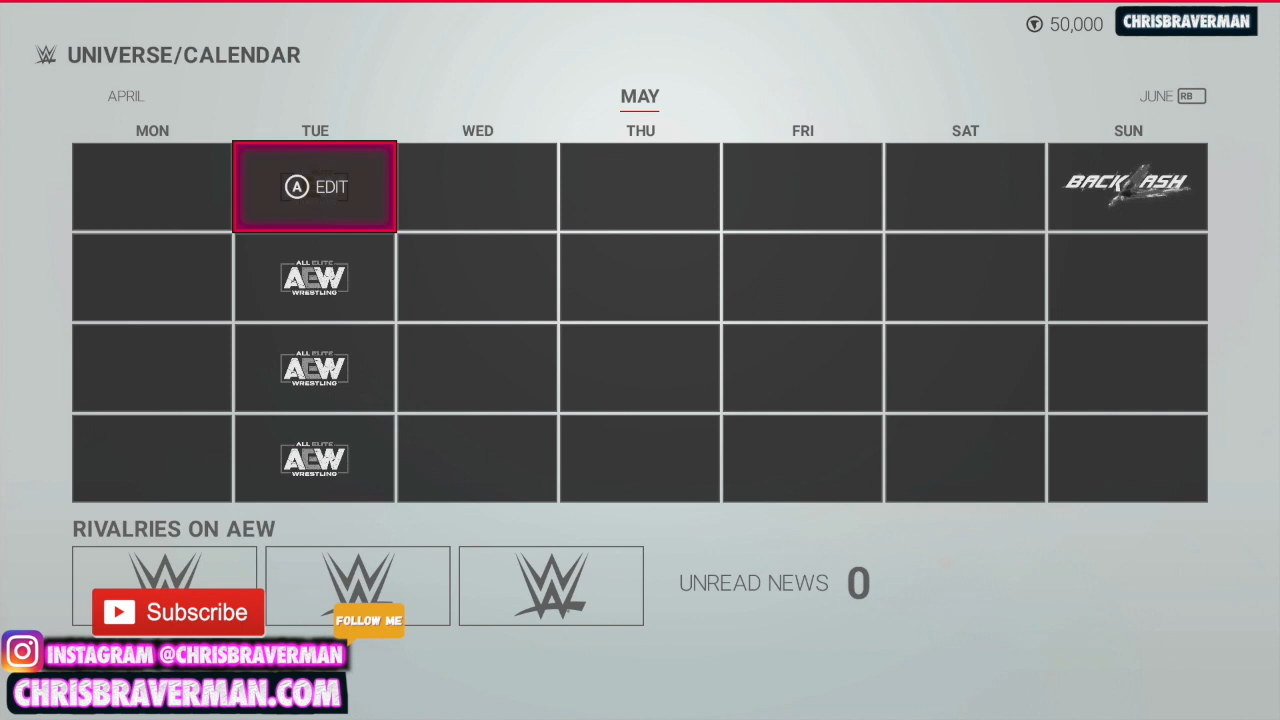 50,000
CHRISBRAVERMAN
UNIVERSE/CALENDAR
APRIL
MAY
JUNE RB
MON TUE WED THU FRI SAT SUN
A EDIT
BACKLASH
ALL ELITE
AEW
WRESTLING
ALL ELITE
AEW
WRESTLING
ALL ELITE
AEW
WRESTLING
RIVALRIES ON AEW
UNREAD NEWS 0
Subscribe
FOLLOW ME
INSTAGRAM @CHRISBRAVERMAN
CHRISBRAVERMAN.COM